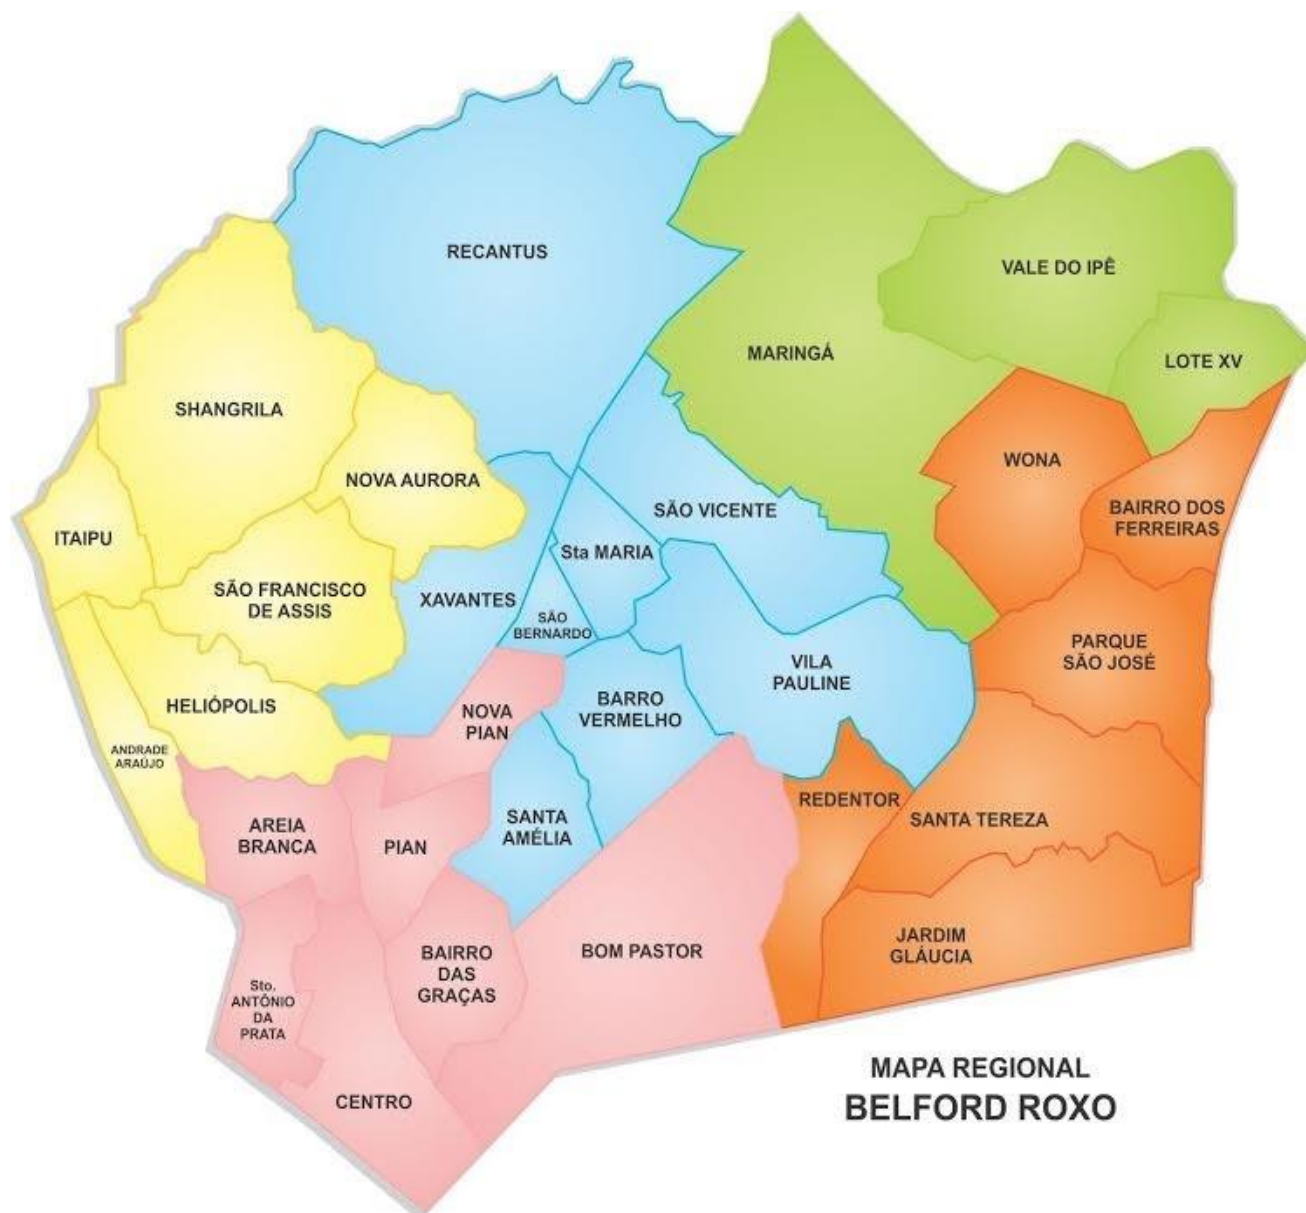 RECANTUS
VALE DO IPÊ
MARINGÁ
LOTE XV
SHANGRILA
NOVA AURORA
WONA
SÃO VICENTE
BAIRRO DOS
FERREIRAS
ITAIPU
Sta MARIA
SÃO FRANCISCO
DE ASSIS
XAVANTES
SÃO
BERNARDO
PARQUE
SÃO JOSÉ
VILA
PAULINE
HELIÓPOLIS
NOVA
PIAN
BARRO
VERMELHO
ANDRADE
ARAÚJO
REDENTOR
SANTA TEREZA
AREIA
BRANCA
PIAN
SANTA
AMÉLIA
JARDIM
GLÁUCIA
BOM PASTOR
BAIRRO
DAS
GRAÇAS
Sto.
ANTÔNIO
DA
PRATA
CENTRO
MAPA REGIONAL
BELFORD ROXO